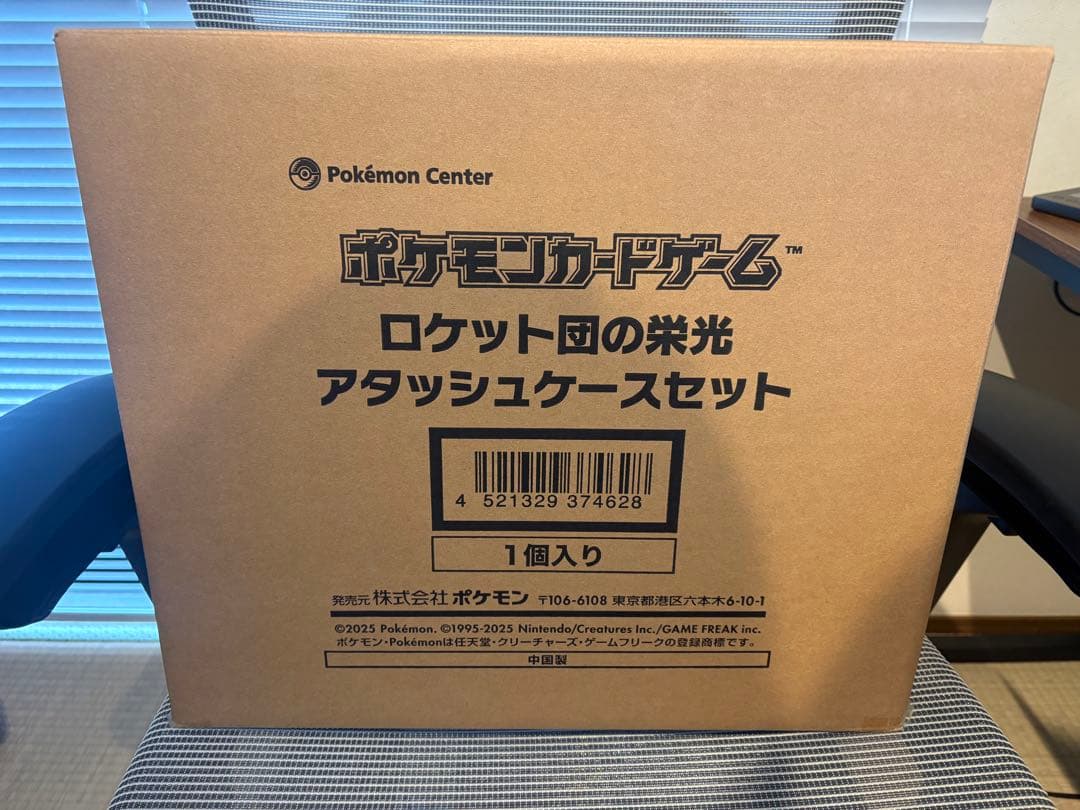 Pokémon Center
ポケモンカードゲーム™
ロケット団の栄光
アタッシュケースセット
4 521329 374628
1個入り
発売元 株式会社 ポケモン 〒106-6108 東京都港区六本木6-10-1
©2025 Pokémon. ©1995-2025 Nintendo/Creatures Inc./GAME FREAK inc.
ポケモン・Pokémonは任天堂・クリーチャーズ・ゲームフリークの登録商標です。
中国製